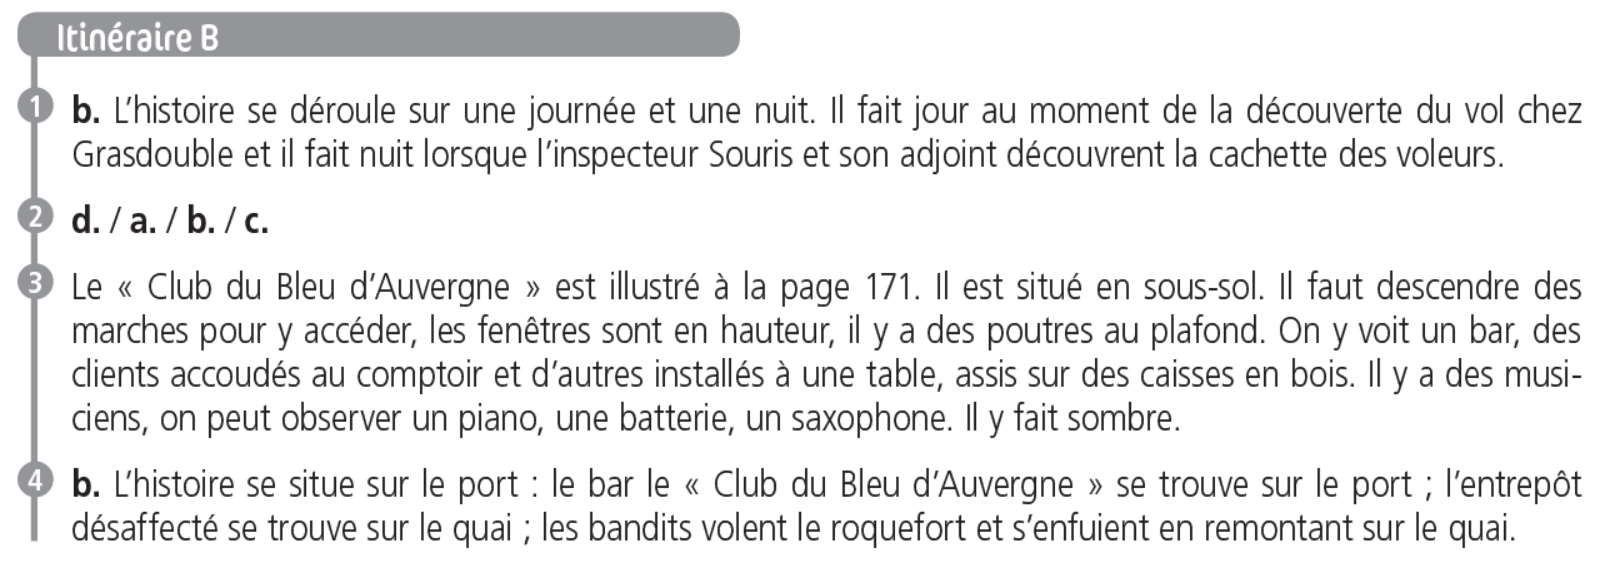 Itinéraire B
1 b. L’histoire se déroule sur une journée et une nuit. Il fait jour au moment de la découverte du vol chez
Grasdouble et il fait nuit lorsque l’inspecteur Souris et son adjoint découvrent la cachette des voleurs.
2 d. / a. / b. / c.
3 Le « Club du Bleu d’Auvergne » est illustré à la page 171. Il est situé en sous-sol. Il faut descendre des
marches pour y accéder, les fenêtres sont en hauteur, il y a des poutres au plafond. On y voit un bar, des
clients accoudés au comptoir et d’autres installés à une table, assis sur des caisses en bois. Il y a des musi-
ciens, on peut observer un piano, une batterie, un saxophone. Il y fait sombre.
4 b. L’histoire se situe sur le port : le bar le « Club du Bleu d’Auvergne » se trouve sur le port ; l’entrepôt
désaffecté se trouve sur le quai ; les bandits volent le roquefort et s’enfuient en remontant sur le quai.